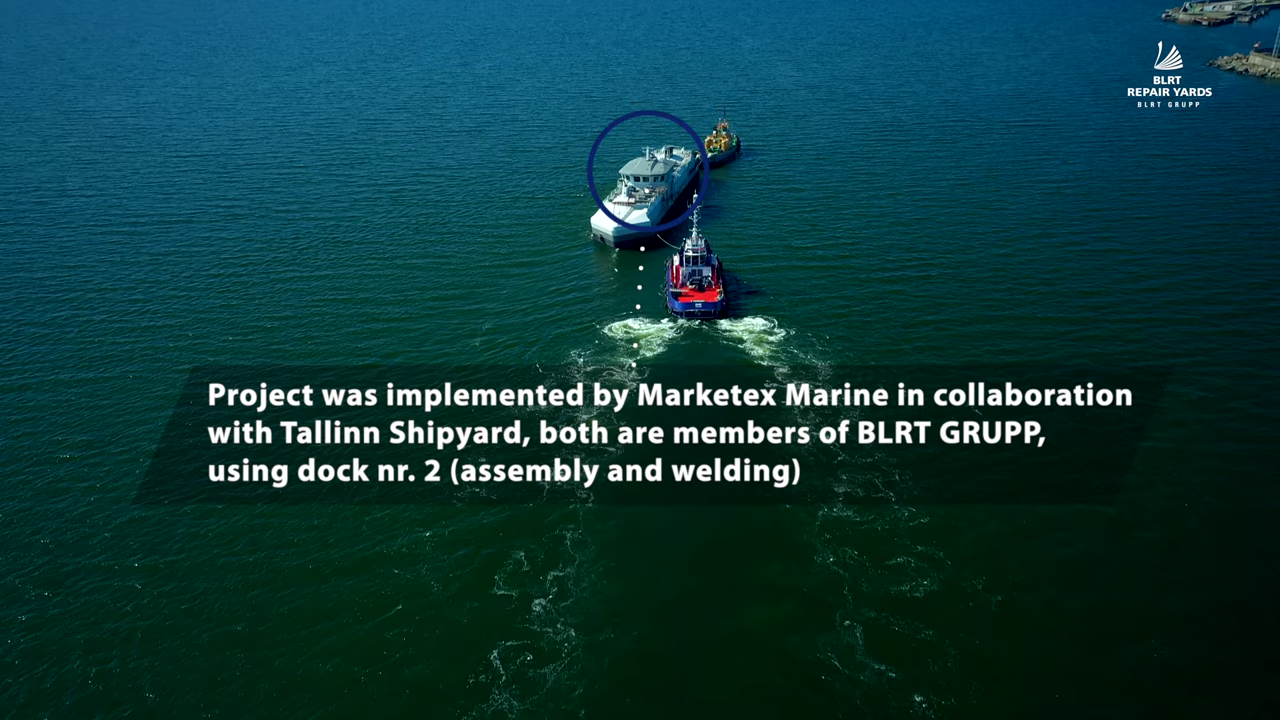 BLRT
REPAIR YARDS
BLRT GRUPP
Project was implemented by Marketex Marine in collaboration
with Tallinn Shipyard, both are members of BLRT GRUPP,
using dock nr. 2 (assembly and welding)